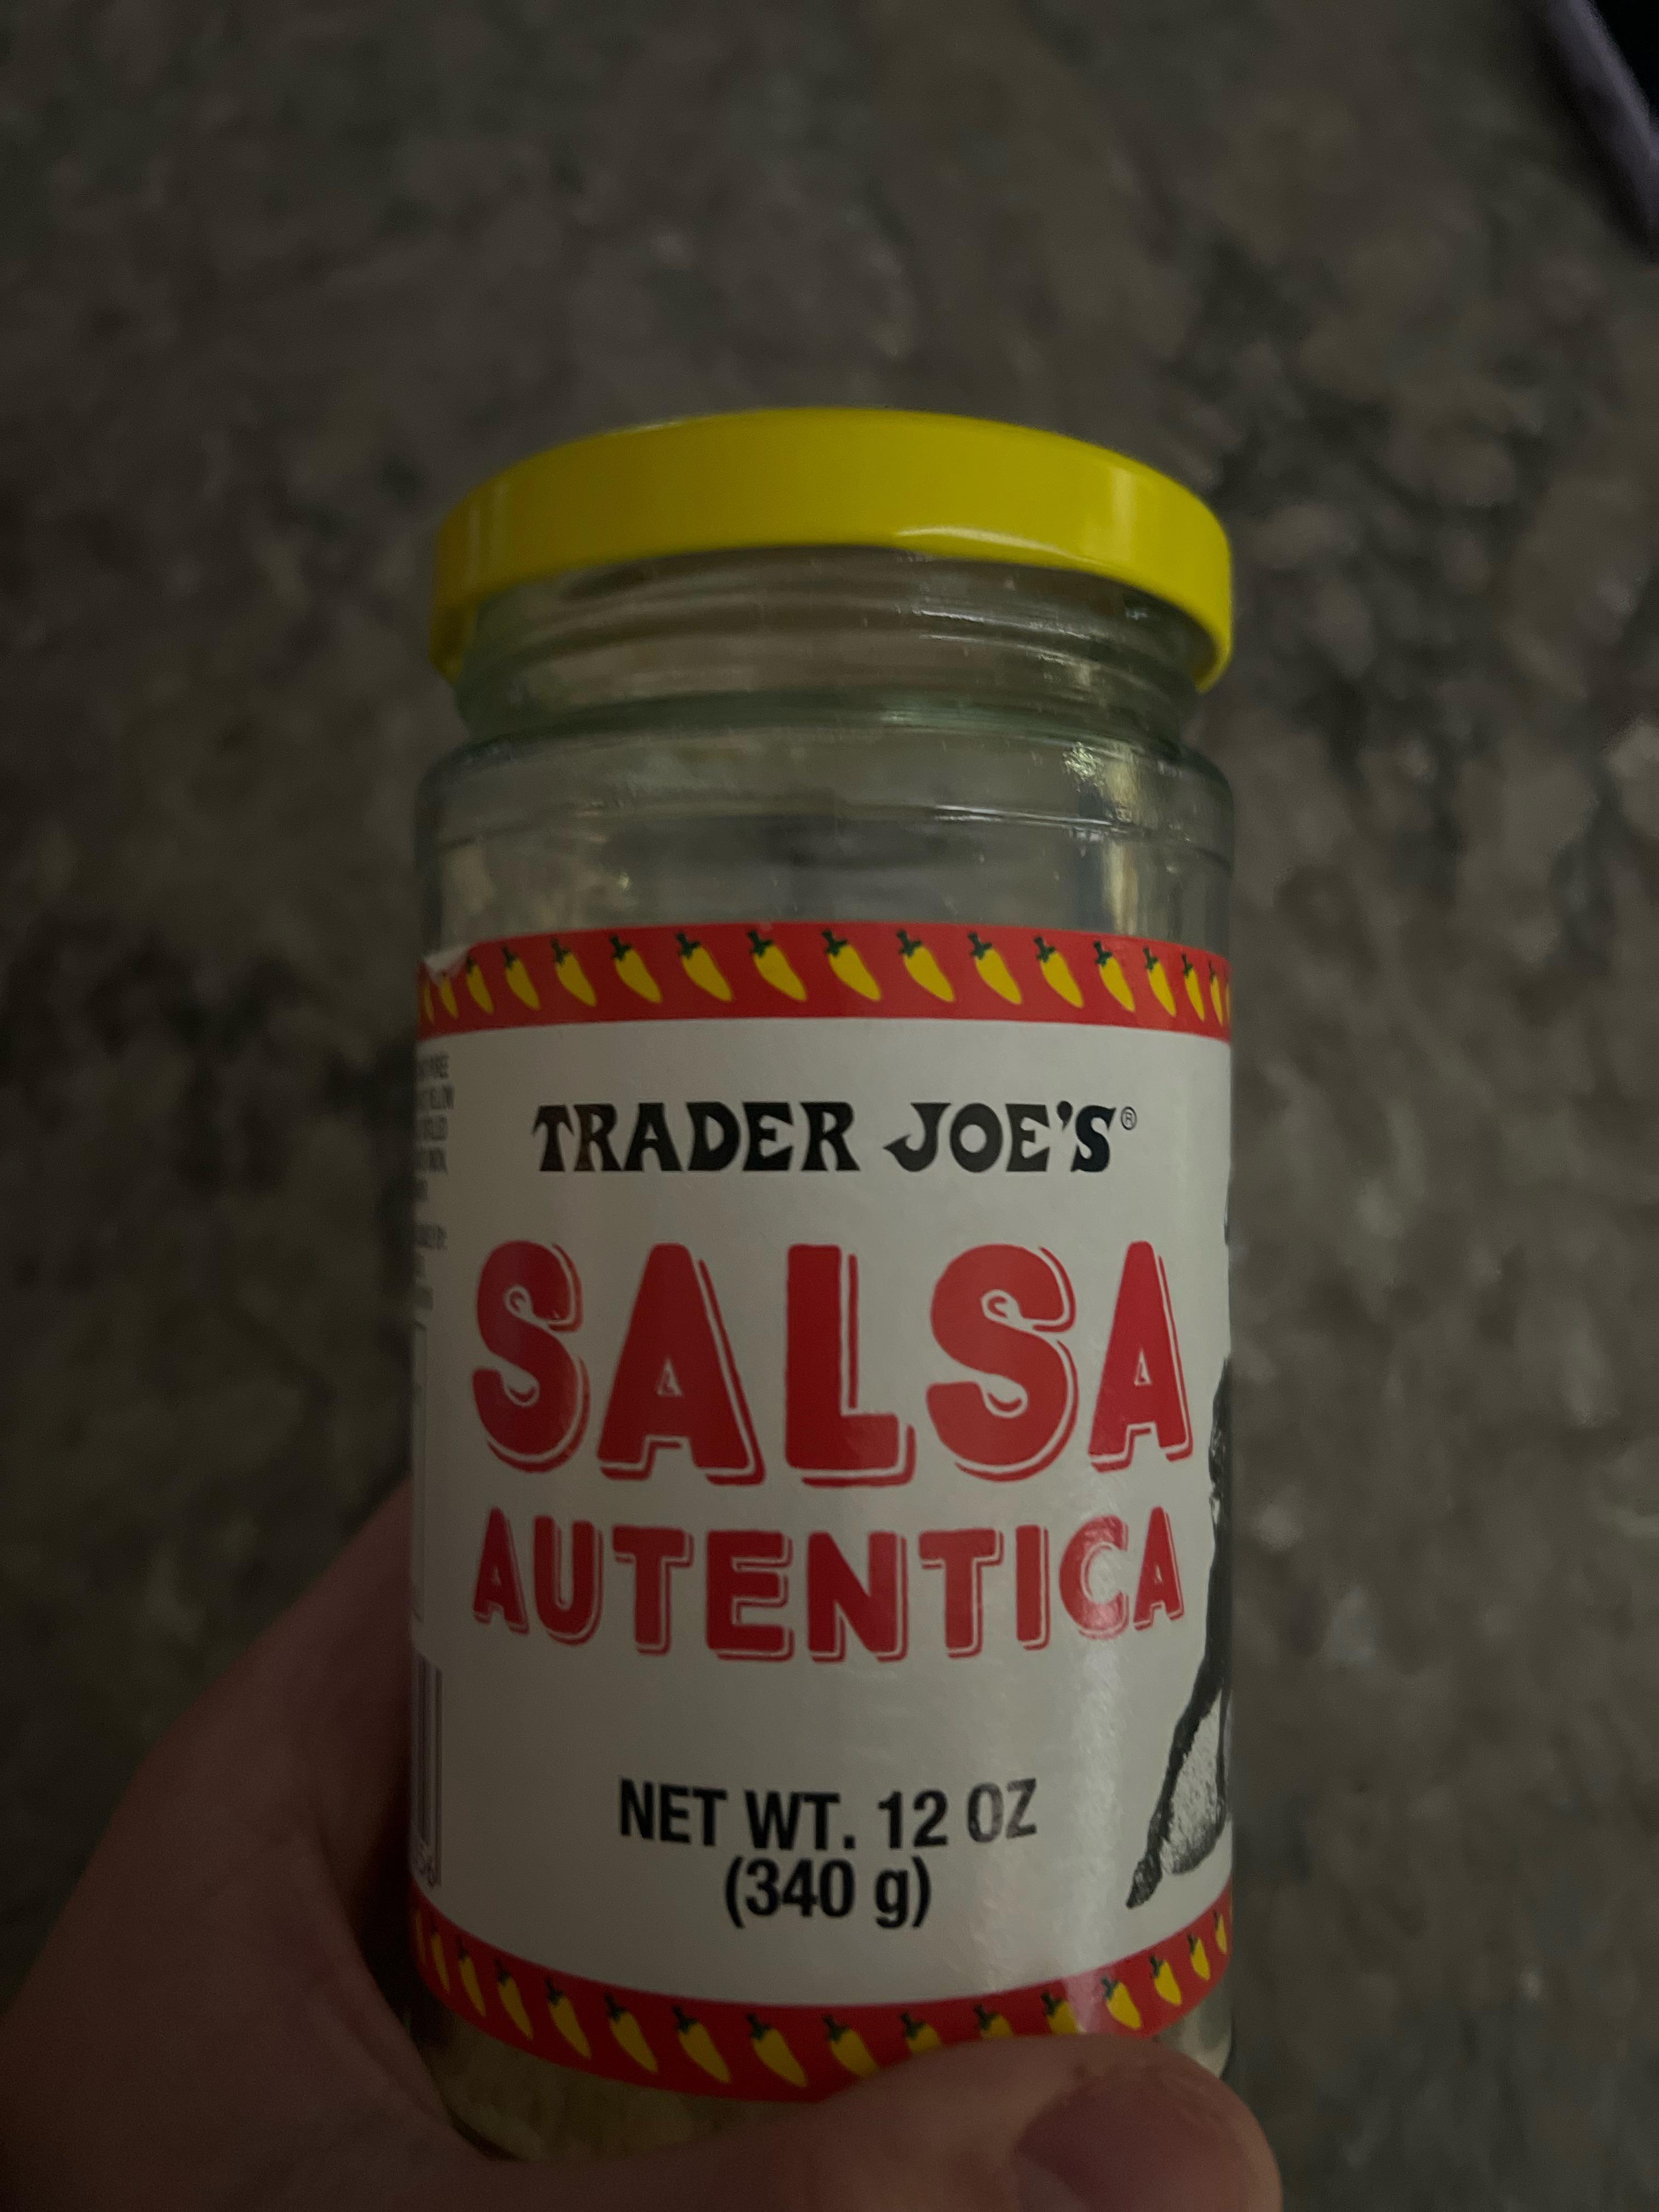 TRADER JOE'S®
SALSA
AUTENTICA
NET WT. 12 OZ
(340 g)